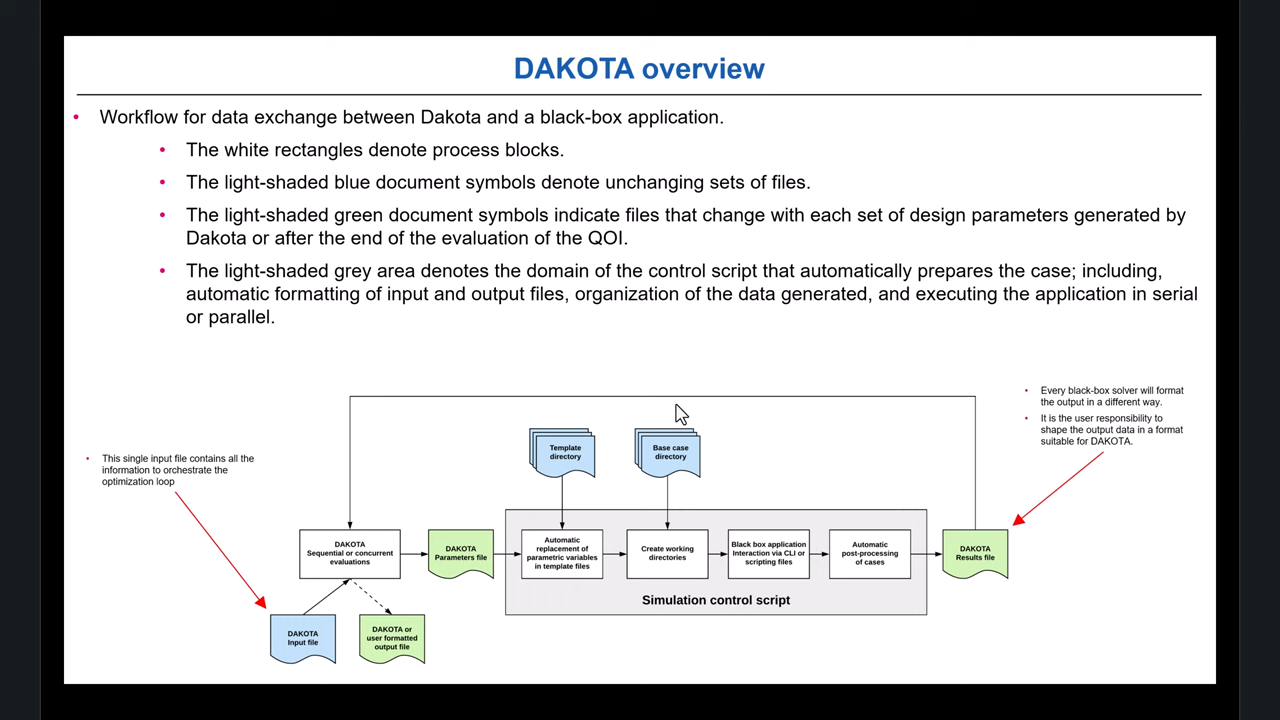 DAKOTA overview
• Workflow for data exchange between Dakota and a black-box application.
• The white rectangles denote process blocks.
• The light-shaded blue document symbols denote unchanging sets of files.
• The light-shaded green document symbols indicate files that change with each set of design parameters generated by
Dakota or after the end of the evaluation of the QOI.
• The light-shaded grey area denotes the domain of the control script that automatically prepares the case; including,
automatic formatting of input and output files, organization of the data generated, and executing the application in serial
or parallel.
• Every black-box solver will format
the output in a different way.
• It is the user responsibility to
shape the output data in a format
suitable for DAKOTA.
• This single input file contains all the
information to orchestrate the
optimization loop
Template
directory
Base case
directory
DAKOTA
Sequential or concurrent
evaluations
DAKOTA
Parameters file
Automatic
replacement of
parametric variables
in template files
Create working
directories
Black box application
Interaction via CLI or
scripting files
Automatic
post-processing
of cases
DAKOTA
Results file
Simulation control script
DAKOTA
Input file
DAKOTA or
user formatted
output file